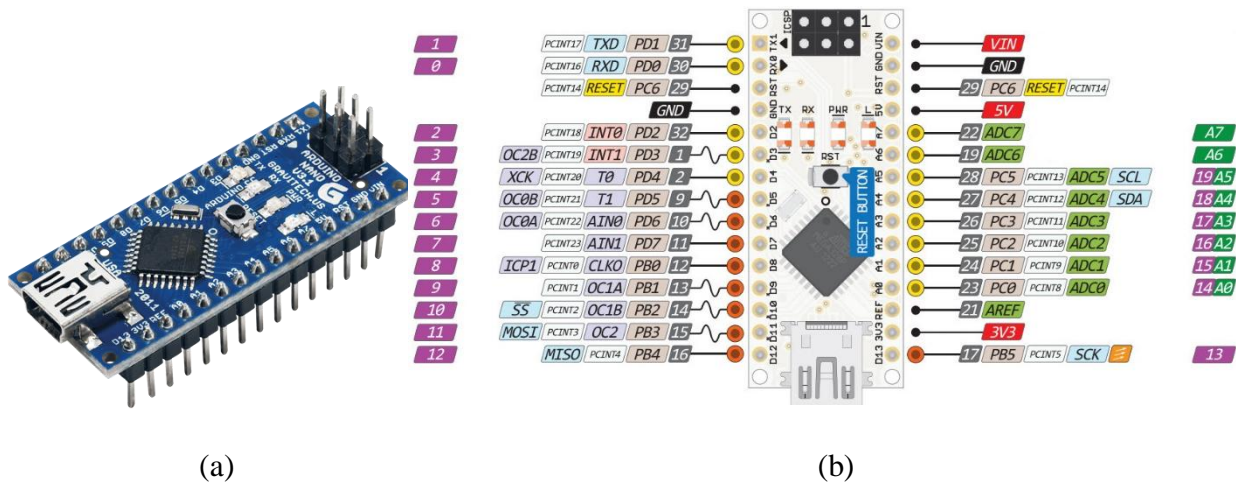 ARDUINO
NANO
V3.1
GRAVITECH.US
ICSP 1
1 PCINT17 TXD PD1 31 TX1 VIN VIN
0 PCINT16 RXD PD0 30 RX0 GND GND
PCINT14 RESET PC6 29 RST RST 29 PC6 RESET PCINT14
GND GND 5V 5V
TX RX PWR L
2 PCINT18 INT0 PD2 32 D2 A7 22 ADC7 A7
3 OC2B PCINT19 INT1 PD3 1 D3 A6 19 ADC6 A6
RST
4 XCK PCINT20 T0 PD4 2 D4 A5 28 PC5 PCINT13 ADC5 SCL 19 A5
5 OC0B PCINT21 T1 PD5 9 D5 A4 27 PC4 PCINT12 ADC4 SDA 18 A4
RESET BUTTON
6 OC0A PCINT22 AIN0 PD6 10 D6 A3 26 PC3 PCINT11 ADC3 17 A3
7 PCINT23 AIN1 PD7 11 D7 A2 25 PC2 PCINT10 ADC2 16 A2
8 ICP1 PCINT0 CLKO PB0 12 D8 A1 24 PC1 PCINT9 ADC1 15 A1
9 PCINT1 OC1A PB1 13 D9 A0 23 PC0 PCINT8 ADC0 14 A0
10 SS PCINT2 OC1B PB2 14 D10 REF 21 AREF
11 MOSI PCINT3 OC2 PB3 15 D11 3V3 3V3
12 MISO PCINT4 PB4 16 D12 D13 17 PB5 PCINT5 SCK 13
(a) (b)